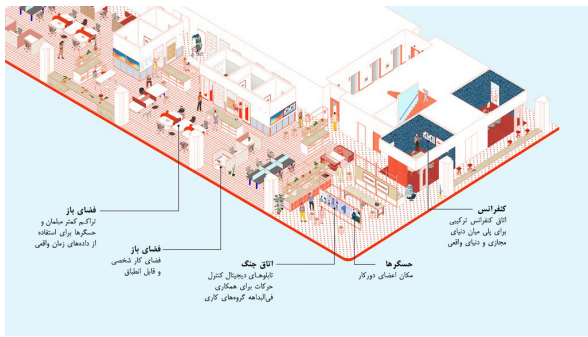 کنفرانس
اتاق کنفرانس ترکیبی
برای پلی میان دنیای
مجازی و دنیای واقعی
حسگرها
مکان اعضای دورکار
اتاق جنگ
تابلوهای دیجیتال کنترل
حرکات برای همکاری
فی‌البداهه گروه‌های کاری
فضای باز
فضای کار شخصی
و قابل انطباق
فضای باز
تراکم کمتر مبلمان و
حسگرها برای استفاده
از داده‌های زمان واقعی